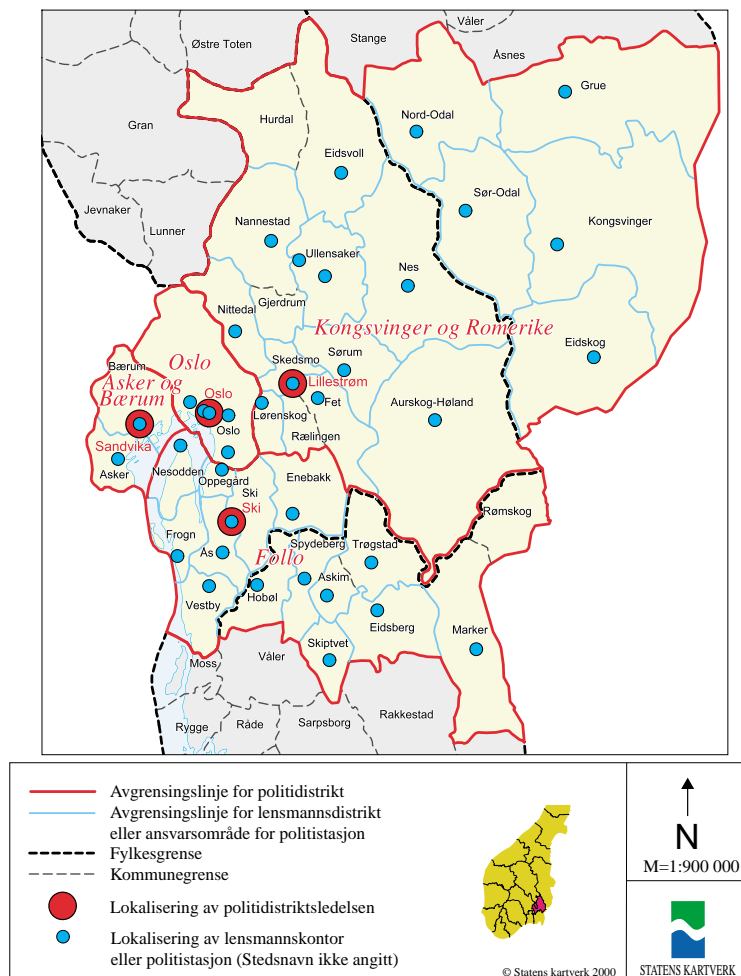 Våler
Østre Toten
Stange
Åsnes
Grue
Nord-Odal
Hurdal
Gran
Eidsvoll
Sør-Odal
Jevnaker
Nannestad
Kongsvinger
Lunner
Ullensaker
Nes
Gjerdrum
Nittedal
Kongsvinger og Romerike
Sørum
Eidskog
Oslo
Bærum
Skedsmo
Asker og
Bærum
Lillestrøm
Oslo
Fet
Aurskog-Høland
Lørenskog
Oslo
Rælingen
Sandvika
Asker
Nesodden
Oppegård
Enebakk
Ski
Ski
Rømskog
Frogn
Ås
Follo
Spydeberg
Trøgstad
Askim
Hobøl
Vestby
Eidsberg
Marker
Skiptvet
Moss
Våler
Rakkestad
Rygge
Råde
Sarpsborg
Avgrensingslinje for politidistrikt
Avgrensingslinje for lensmannsdistrikt
eller ansvarsområde for politistasjon
Fylkesgrense
Kommunegrense
Lokalisering av politidistriktsledelsen
Lokalisering av lensmannskontor
eller politistasjon (Stedsnavn ikke angitt)
© Statens kartverk 2000
N
M=1:900 000
STATENS KARTVERK